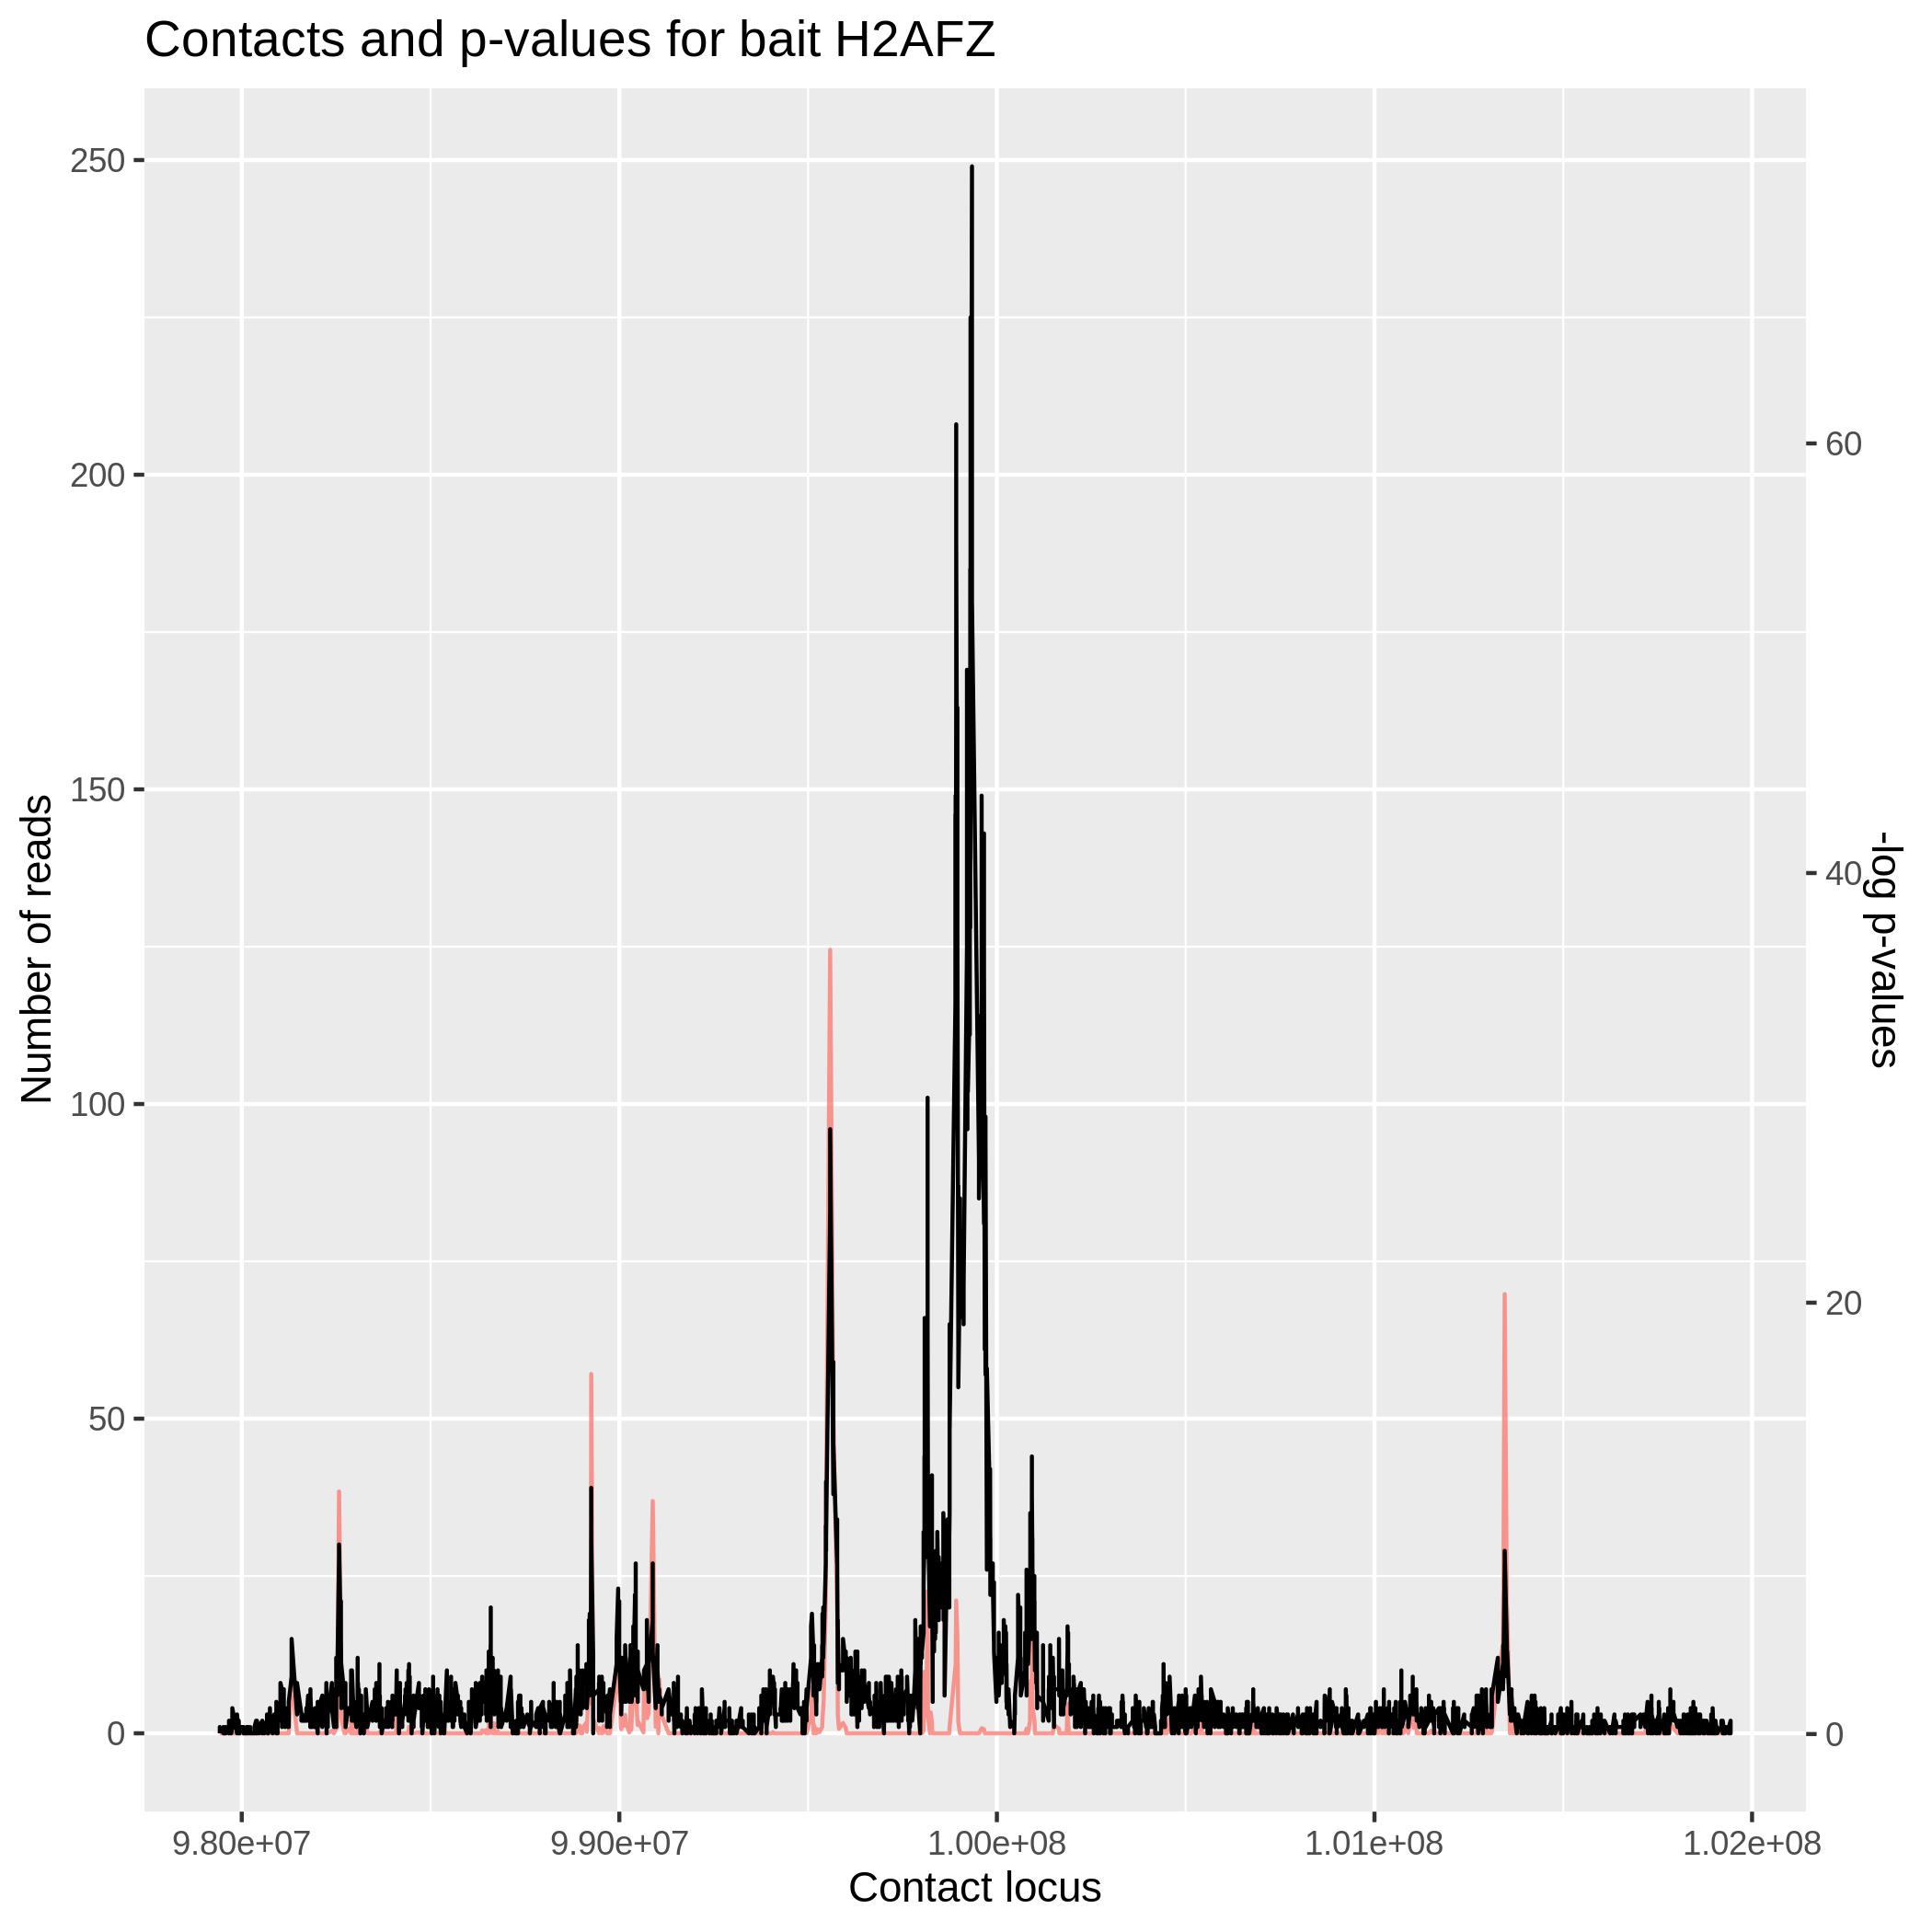 Contacts and p-values for bait H2AFZ
250
200
150
100
50
0
Number of reads
60
40
20
0
-log p-values
9.80e+07
9.90e+07
1.00e+08
1.01e+08
1.02e+08
Contact locus